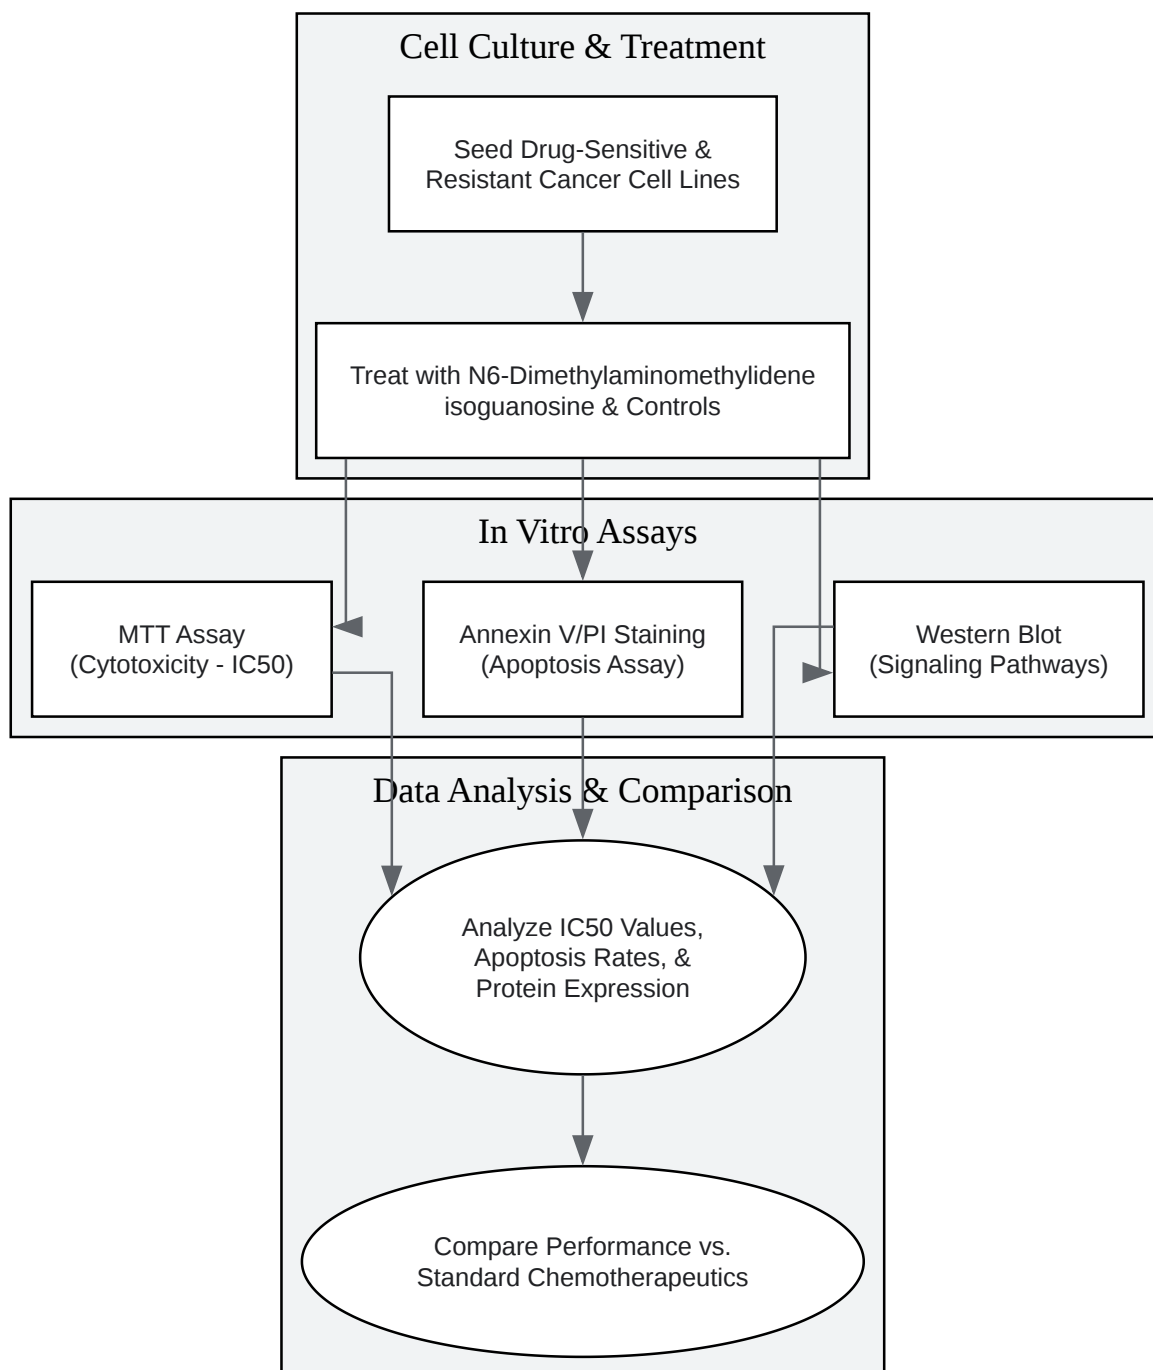 Cell Culture & Treatment
Seed Drug-Sensitive &
Resistant Cancer Cell Lines
Treat with N6-Dimethylaminomethylidene
isoguanosine & Controls
In Vitro Assays
MTT Assay
(Cytotoxicity - IC50)
Annexin V/PI Staining
(Apoptosis Assay)
Western Blot
(Signaling Pathways)
Data Analysis & Comparison
Analyze IC50 Values,
Apoptosis Rates, &
Protein Expression
Compare Performance vs.
Standard Chemotherapeutics